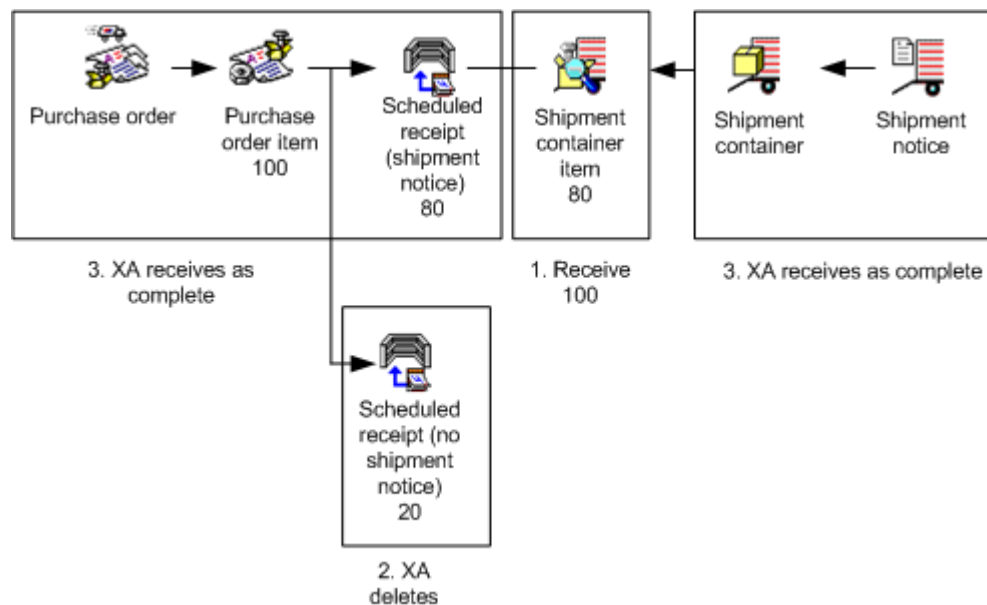 Purchase order
Purchase
order item
100
Scheduled
receipt
(shipment
notice)
80
Shipment
container
item
80
Shipment
container
Shipment
notice
3. XA receives as
complete
1. Receive
100
3. XA receives as complete
Scheduled
receipt (no
shipment
notice)
20
2. XA
deletes